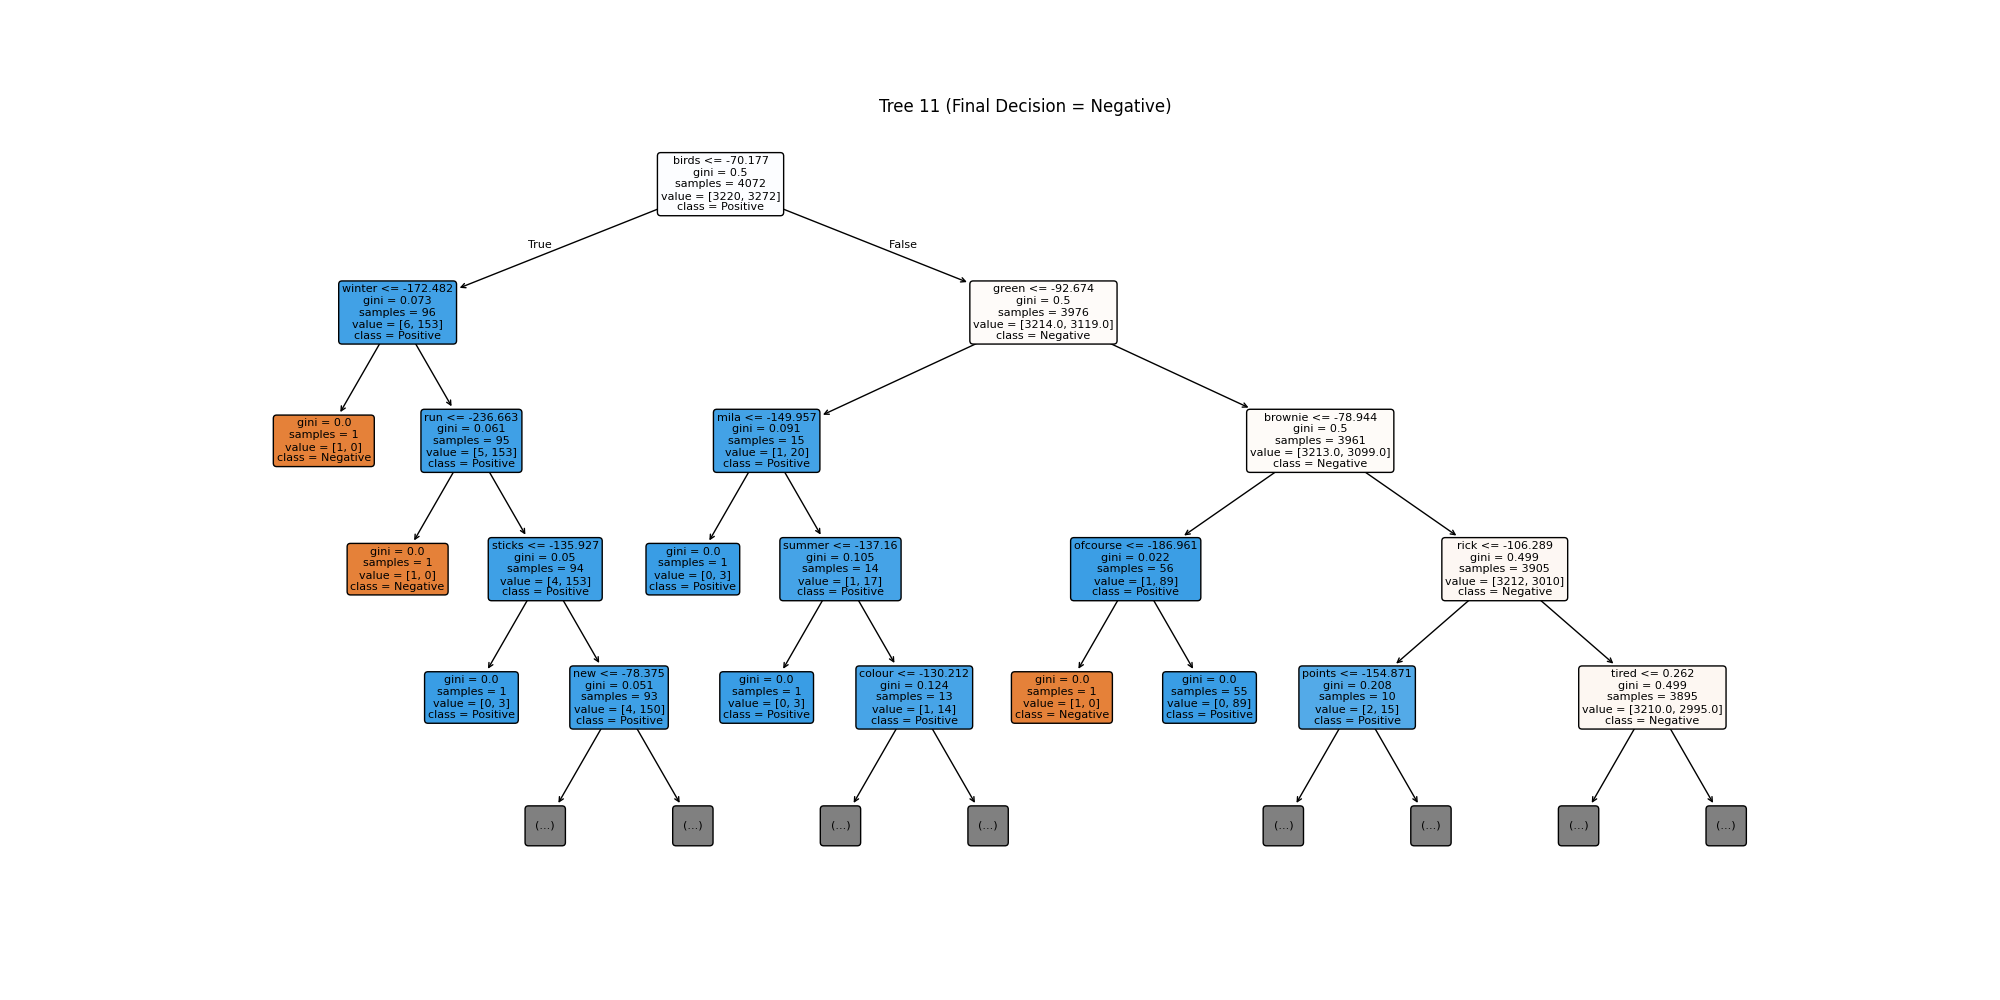 Tree 11 (Final Decision = Negative)
birds <= -70.177
gini = 0.5
samples = 4072
value = [3220, 3272]
class = Positive
True
False
winter <= -172.482
gini = 0.073
samples = 96
value = [6, 153]
class = Positive
green <= -92.674
gini = 0.5
samples = 3976
value = [3214.0, 3119.0]
class = Negative
gini = 0.0
samples = 1
value = [1, 0]
class = Negative
run <= -236.663
gini = 0.061
samples = 95
value = [5, 153]
class = Positive
mila <= -149.957
gini = 0.091
samples = 15
value = [1, 20]
class = Positive
brownie <= -78.944
gini = 0.5
samples = 3961
value = [3213.0, 3099.0]
class = Negative
gini = 0.0
samples = 1
value = [1, 0]
class = Negative
sticks <= -135.927
gini = 0.05
samples = 94
value = [4, 153]
class = Positive
gini = 0.0
samples = 1
value = [0, 3]
class = Positive
summer <= -137.16
gini = 0.105
samples = 14
value = [1, 17]
class = Positive
ofcourse <= -186.961
gini = 0.022
samples = 56
value = [1, 89]
class = Positive
rick <= -106.289
gini = 0.499
samples = 3905
value = [3212, 3010]
class = Negative
gini = 0.0
samples = 1
value = [0, 3]
class = Positive
new <= -78.375
gini = 0.051
samples = 93
value = [4, 150]
class = Positive
gini = 0.0
samples = 1
value = [0, 3]
class = Positive
colour <= -130.212
gini = 0.124
samples = 13
value = [1, 14]
class = Positive
gini = 0.0
samples = 1
value = [1, 0]
class = Negative
gini = 0.0
samples = 55
value = [0, 89]
class = Positive
points <= -154.871
gini = 0.208
samples = 10
value = [2, 15]
class = Positive
tired <= 0.262
gini = 0.499
samples = 3895
value = [3210.0, 2995.0]
class = Negative
(...)
(...)
(...)
(...)
(...)
(...)
(...)
(...)